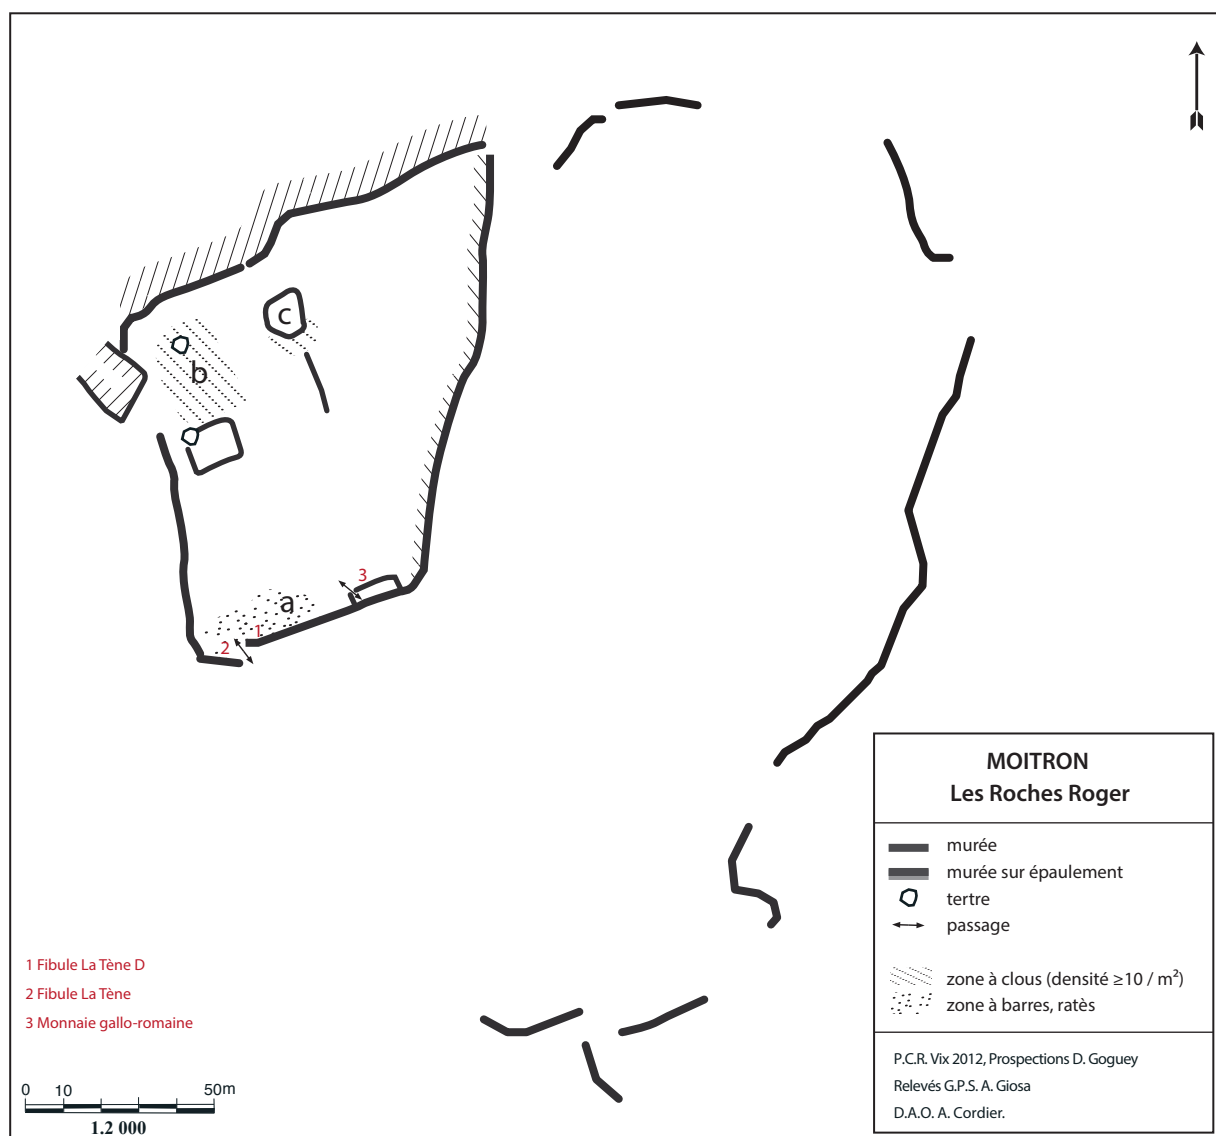 c
b
3
a
1
2
MOITRON
Les Roches Roger
murée
murée sur épaulement
tertre
passage
zone à clous (densité ≥10 / m²)
zone à barres, ratès
P.C.R. Vix 2012, Prospections D. Goguey
Relevés G.P.S. A. Giosa
D.A.O. A. Cordier.
1 Fibule La Tène D
2 Fibule La Tène
3 Monnaie gallo-romaine
0 10 50m
1.2 000